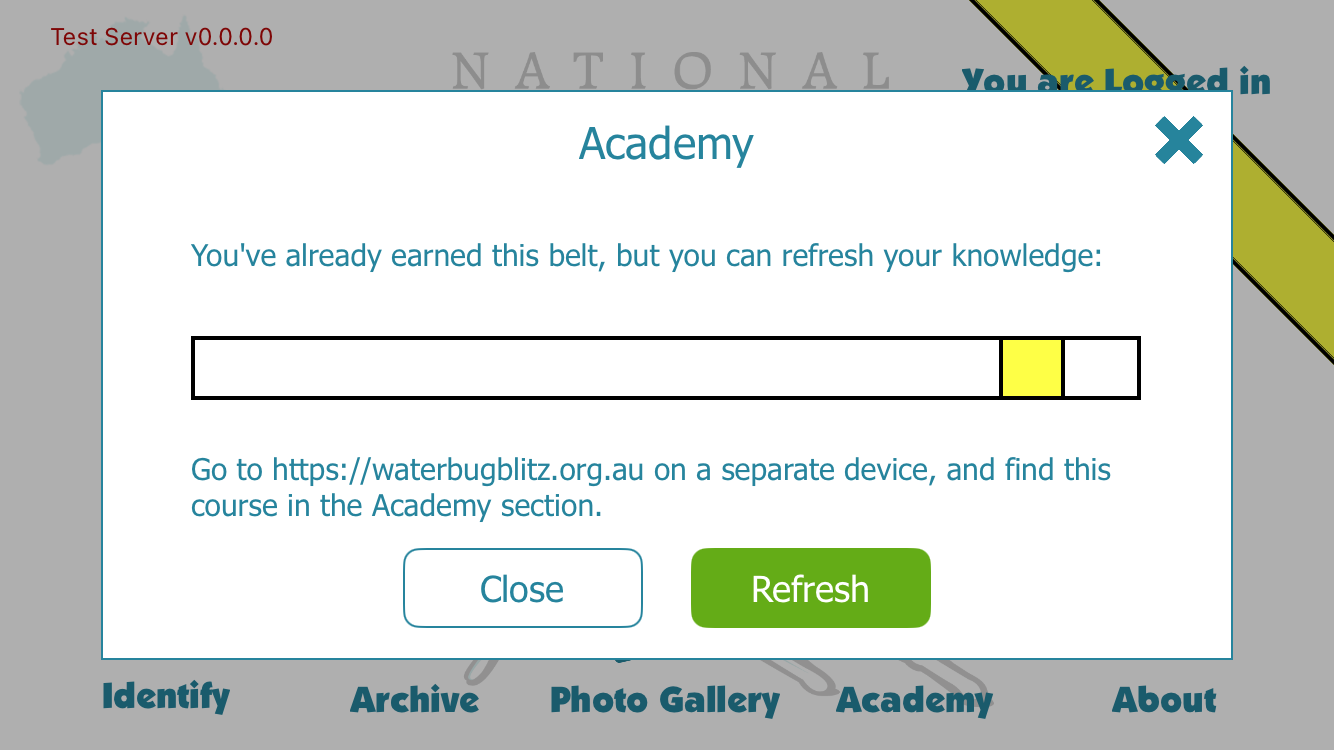 Test Server v0.0.0.0
NATIONAL
You are Logged in
Academy
You've already earned this belt, but you can refresh your knowledge:
Go to https://waterbugblitz.org.au on a separate device, and find this
course in the Academy section.
Close
Refresh
Identify
Archive
Photo Gallery
Academy
About